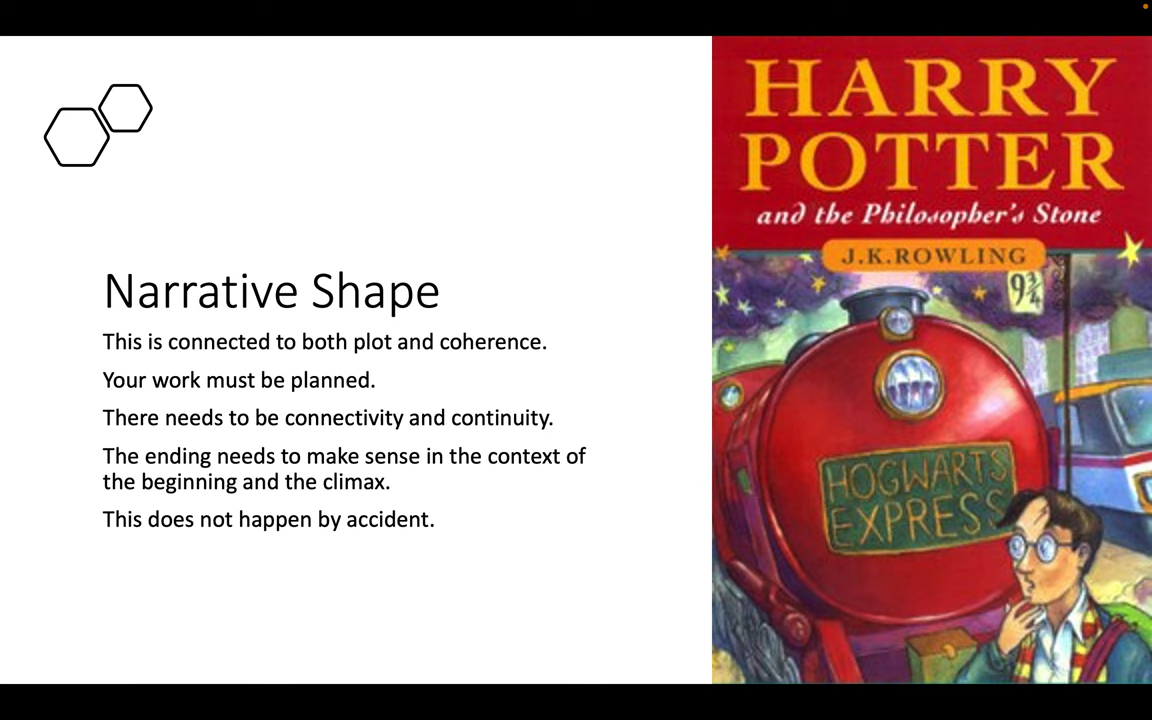 Narrative Shape
This is connected to both plot and coherence.
Your work must be planned.
There needs to be connectivity and continuity.
The ending needs to make sense in the context of
the beginning and the climax.
This does not happen by accident.
HARRY
POTTER
and the Philosopher's Stone
J.K.ROWLING
9¾
HOGWARTS
EXPRESS